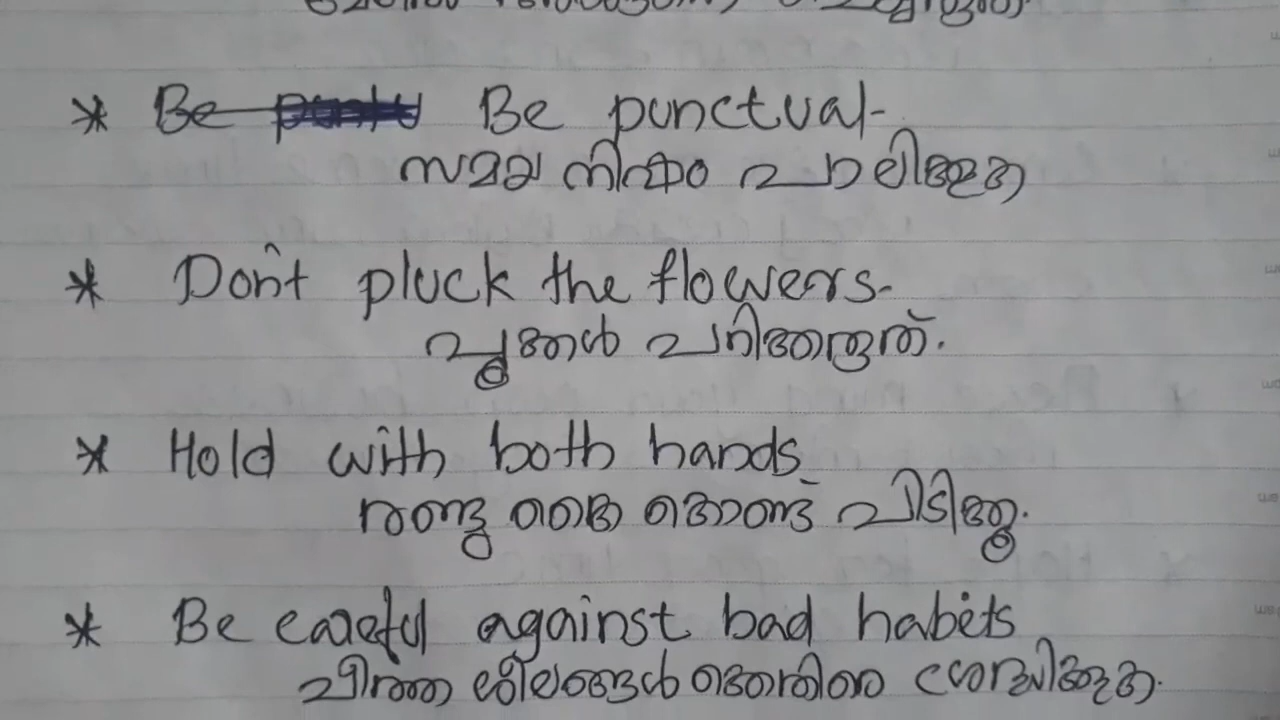 * Be punctual-
സമയ നിഷ്ഠ പാലിക്കുക
* Don't pluck the flowers-
പൂക്കൾ പറിക്കരുത്.
* Hold with both hands
രണ്ടു കൈ കൊണ്ട് പിടിക്കൂ.
* Be careful against bad habits
ചീത്ത ശീലങ്ങൾക്കെതിരെ ശ്രദ്ധിക്കുക.